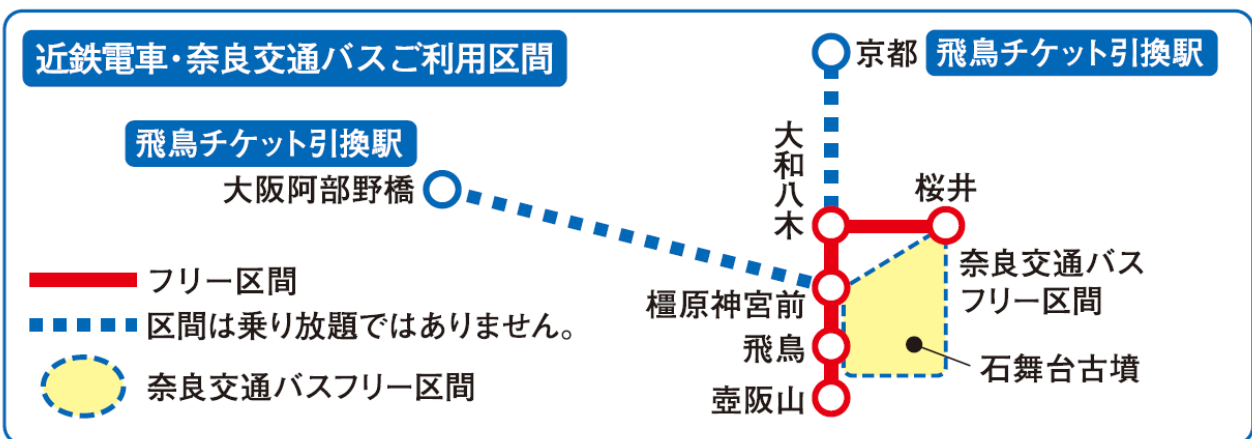 近鉄電車・奈良交通バスご利用区間
京都
飛鳥チケット引換駅
飛鳥チケット引換駅
大阪阿部野橋
大和八木
桜井
奈良交通バス
フリー区間
橿原神宮前
飛鳥
石舞台古墳
壺阪山
フリー区間
区間は乗り放題ではありません。
奈良交通バスフリー区間